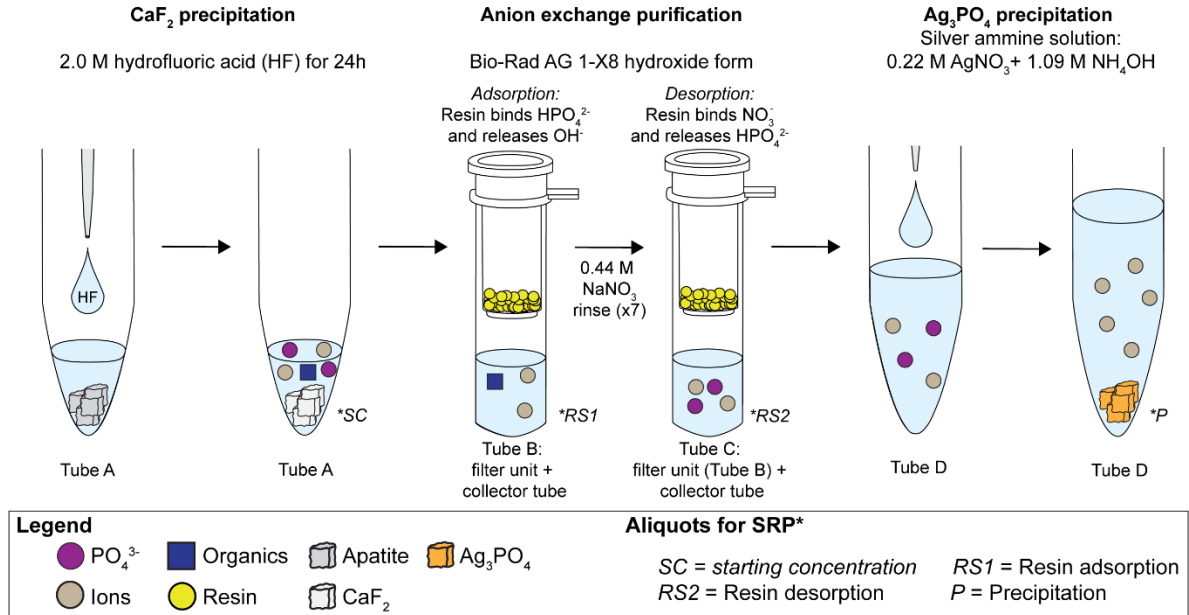 CaF2 precipitation
2.0 M hydrofluoric acid (HF) for 24h
HF
Tube A
*SC
Tube A
Anion exchange purification
Bio-Rad AG 1-X8 hydroxide form
Adsorption:
Resin binds HPO4²⁻
and releases OH⁻
*RS1
Tube B:
filter unit +
collector tube
0.44 M
NaNO3
rinse (x7)
Desorption:
Resin binds NO3⁻
and releases HPO4²⁻
*RS2
Tube C:
filter unit (Tube B) +
collector tube
Ag3PO4 precipitation
Silver ammine solution:
0.22 M AgNO3+ 1.09 M NH4OH
Tube D
*P
Tube D
Legend
PO4³⁻
Organics
Apatite
Ag3PO4
Ions
Resin
CaF2
Aliquots for SRP*
SC = starting concentration
RS1 = Resin adsorption
RS2 = Resin desorption
P = Precipitation